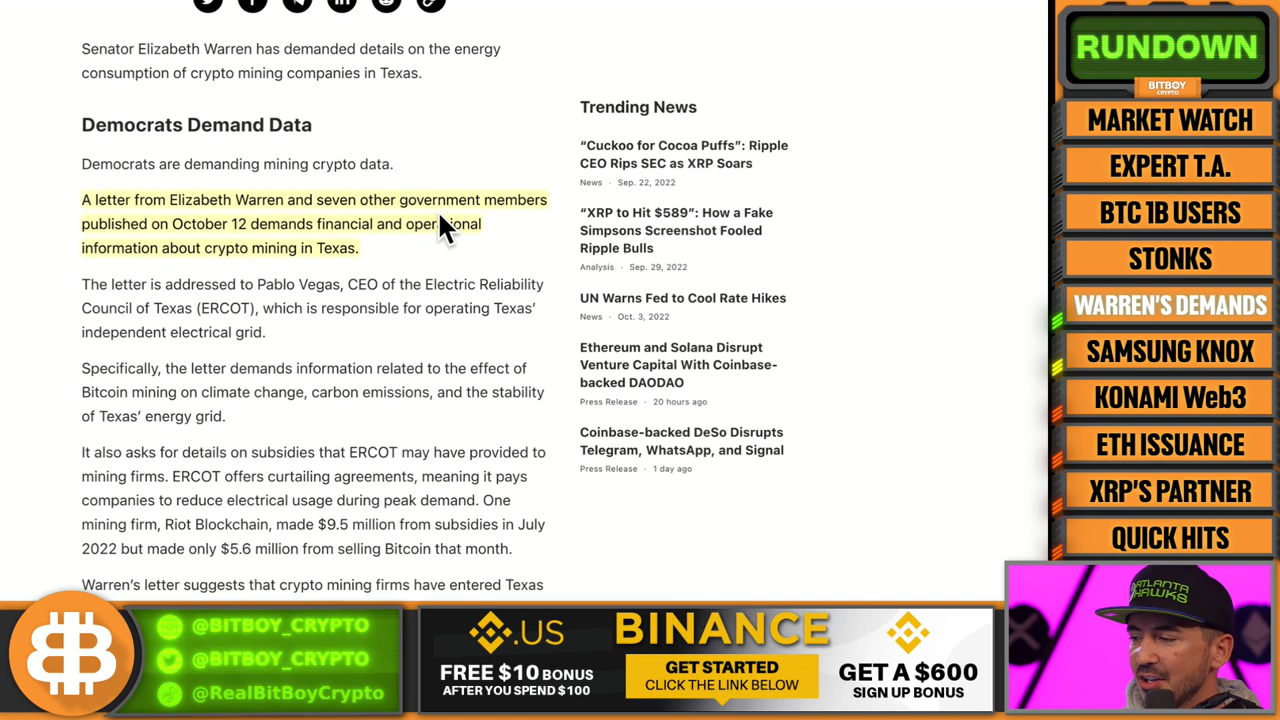 Senator Elizabeth Warren has demanded details on the energy
consumption of crypto mining companies in Texas.
Democrats Demand Data
Democrats are demanding mining crypto data.
A letter from Elizabeth Warren and seven other government members
published on October 12 demands financial and operational
information about crypto mining in Texas.
The letter is addressed to Pablo Vegas, CEO of the Electric Reliability
Council of Texas (ERCOT), which is responsible for operating Texas’
independent electrical grid.
Specifically, the letter demands information related to the effect of
Bitcoin mining on climate change, carbon emissions, and the stability
of Texas’ energy grid.
It also asks for details on subsidies that ERCOT may have provided to
mining firms. ERCOT offers curtailing agreements, meaning it pays
companies to reduce electrical usage during peak demand. One
mining firm, Riot Blockchain, made $9.5 million from subsidies in July
2022 but made only $5.6 million from selling Bitcoin that month.
Warren’s letter suggests that crypto mining firms have entered Texas
Trending News
“Cuckoo for Cocoa Puffs”: Ripple
CEO Rips SEC as XRP Soars
News · Sep. 22, 2022
“XRP to Hit $589”: How a Fake
Simpsons Screenshot Fooled
Ripple Bulls
Analysis · Sep. 29, 2022
UN Warns Fed to Cool Rate Hikes
News · Oct. 3, 2022
Ethereum and Solana Disrupt
Venture Capital With Coinbase-
backed DAODAO
Press Release · 20 hours ago
Coinbase-backed DeSo Disrupts
Telegram, WhatsApp, and Signal
Press Release · 1 day ago
RUNDOWN
BITBOY
CRYPTO
MARKET WATCH
EXPERT T.A.
BTC 1B USERS
STONKS
WARREN'S DEMANDS
SAMSUNG KNOX
KONAMI Web3
ETH ISSUANCE
XRP'S PARTNER
QUICK HITS
@BITBOY_CRYPTO
@BITBOY_CRYPTO
@RealBitBoyCrypto
.US
FREE $10 BONUS
AFTER YOU SPEND $100
BINANCE
GET STARTED
CLICK THE LINK BELOW
GET A $600
SIGN UP BONUS
ATLANTA
HAWKS